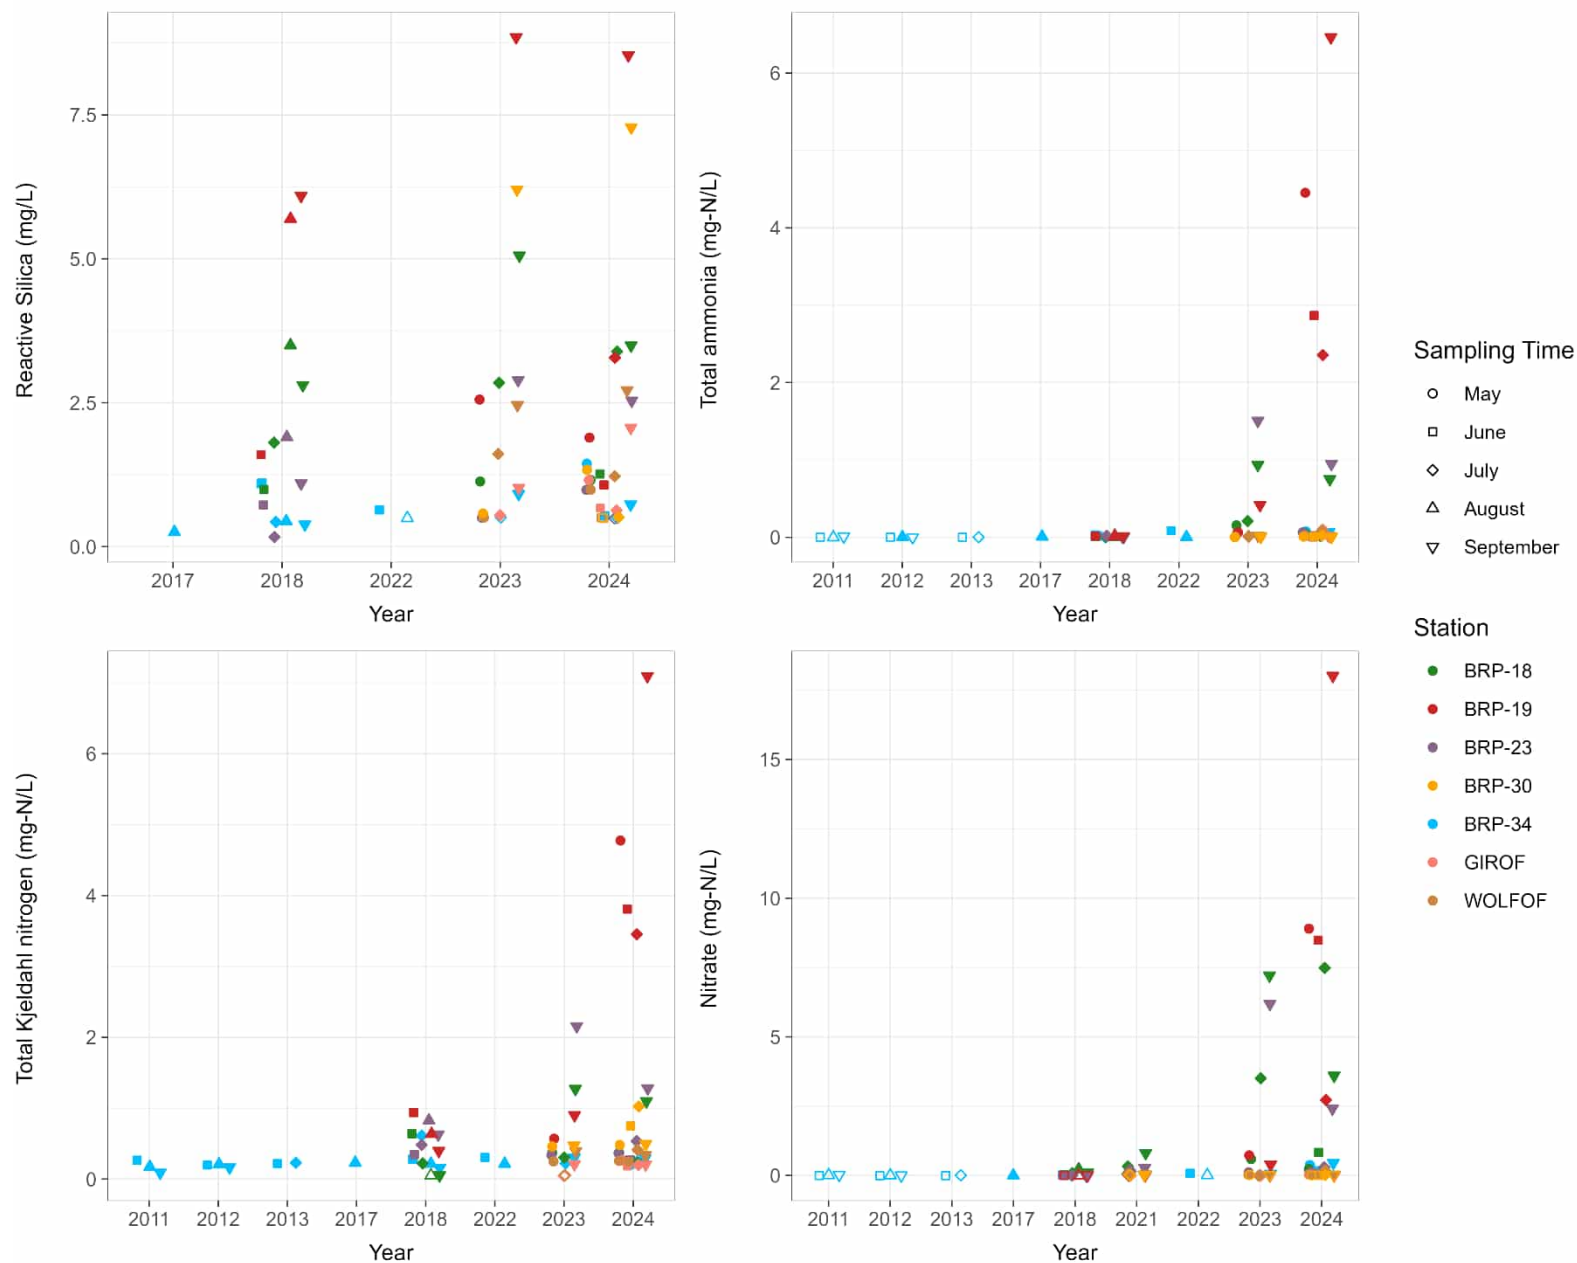 Reactive Silica (mg/L)
7.5
5.0
2.5
0.0
2017 2018 2022 2023 2024
Year
Total ammonia (mg-N/L)
6
4
2
0
2011 2012 2013 2017 2018 2022 2023 2024
Year
Total Kjeldahl nitrogen (mg-N/L)
6
4
2
0
2011 2012 2013 2017 2018 2022 2023 2024
Year
Nitrate (mg-N/L)
15
10
5
0
2011 2012 2013 2017 2018 2021 2022 2023 2024
Year
Sampling Time
May
June
July
August
September
Station
BRP-18
BRP-19
BRP-23
BRP-30
BRP-34
GIROF
WOLFOF